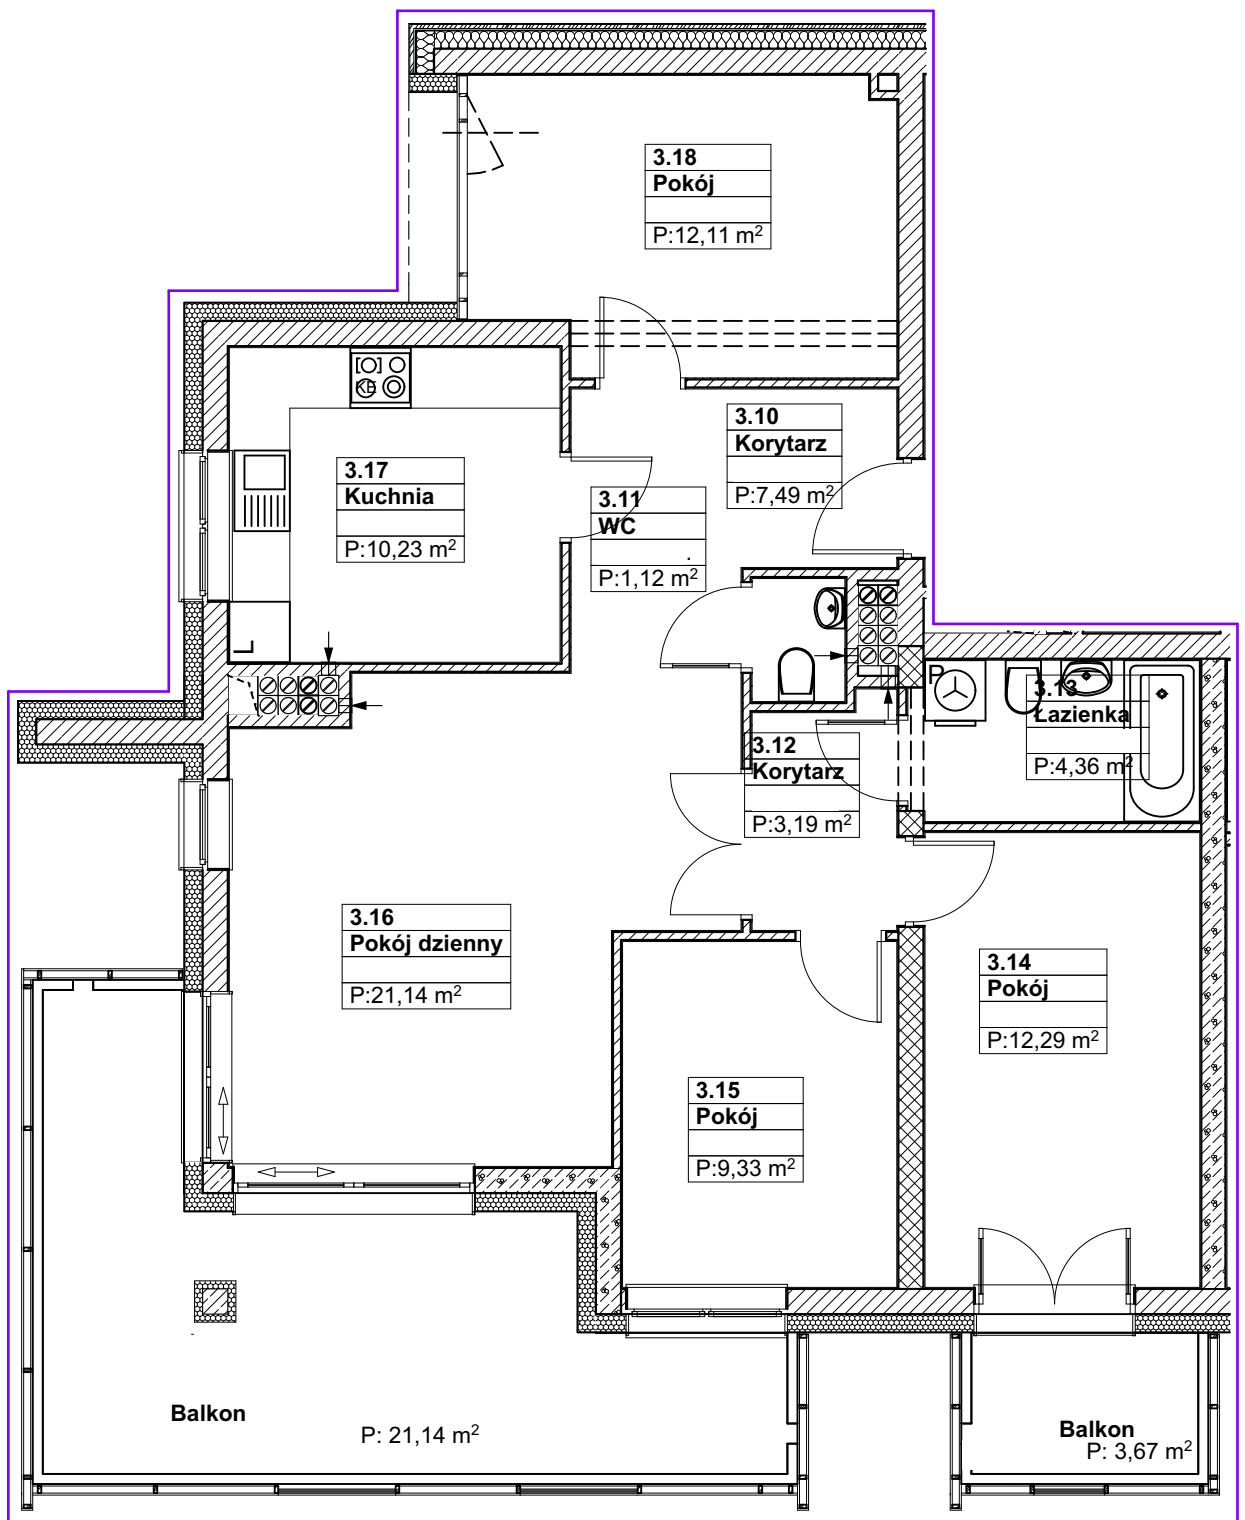 3.18
Pokój
P:12,11 m²
3.10
Korytarz
P:7,49 m²
KE
3.17
Kuchnia
P:10,23 m²
3.11
WC
P:1,12 m²
L
P
3.13
Łazienka
P:4,36 m²
3.12
Korytarz
P:3,19 m²
3.16
Pokój dzienny
P:21,14 m²
3.14
Pokój
P:12,29 m²
3.15
Pokój
P:9,33 m²
Balkon
P: 21,14 m²
Balkon
P: 3,67 m²